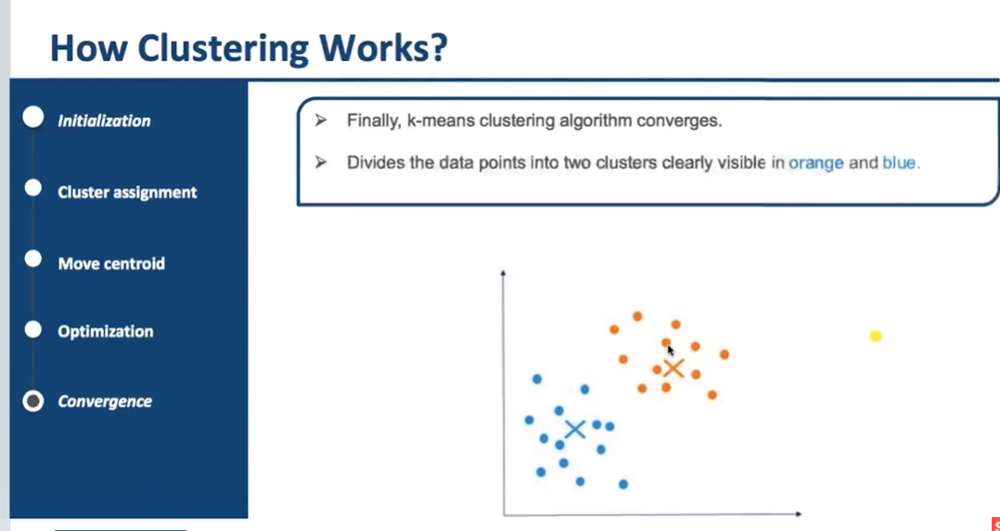 How Clustering Works?
Initialization
Cluster assignment
Move centroid
Optimization
Convergence
➢ Finally, k-means clustering algorithm converges.
➢ Divides the data points into two clusters clearly visible in orange and blue.